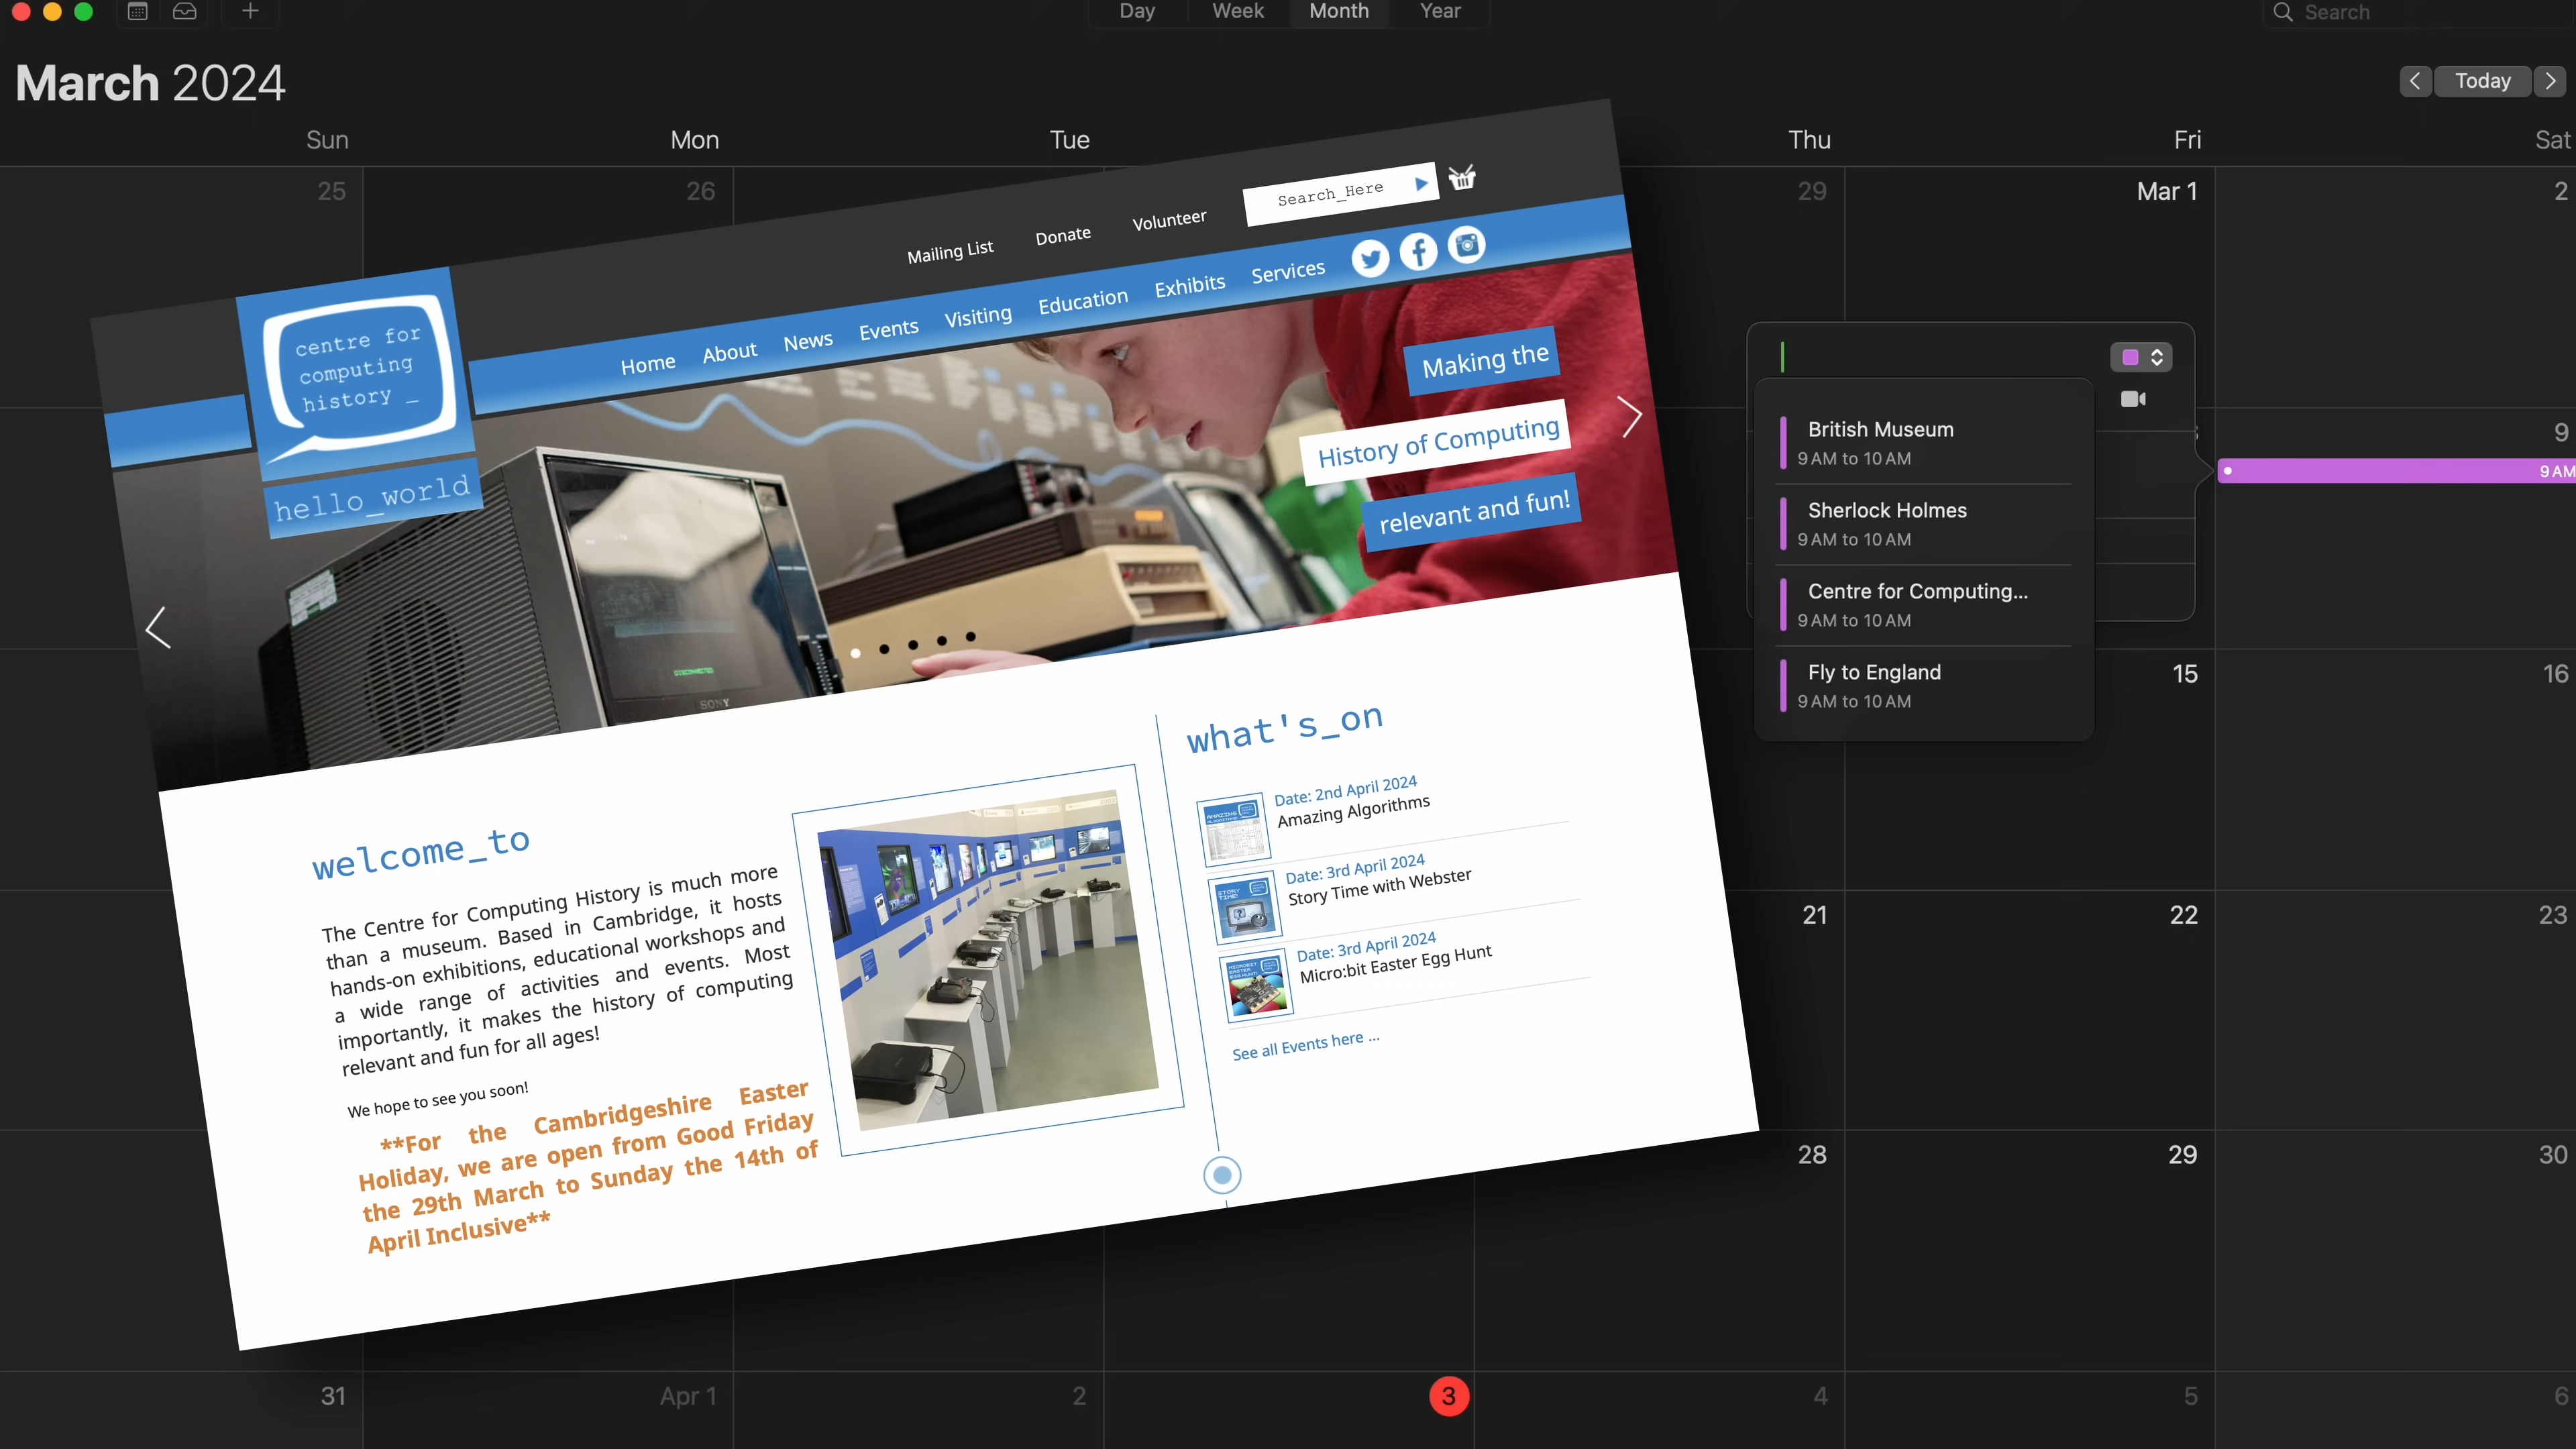 Day Week Month Year
Search
March 2024
Today
Sun Mon Tue Thu Fri Sat
25 26 29 Mar 1 2
Mailing List Donate Volunteer Search_Here
Home About News Events Visiting Education Exhibits Services
centre for
computing
history _
hello_world
Making the
History of Computing
relevant and fun!
SONY
welcome_to
The Centre for Computing History is much more
than a museum. Based in Cambridge, it hosts
hands-on exhibitions, educational workshops and
a wide range of activities and events. Most
importantly, it makes the history of computing
relevant and fun for all ages!
We hope to see you soon!
**For the Cambridgeshire Easter
Holiday, we are open from Good Friday
the 29th March to Sunday the 14th of
April Inclusive**
what's_on
Date: 2nd April 2024
Amazing Algorithms
Date: 3rd April 2024
Story Time with Webster
Date: 3rd April 2024
Micro:bit Easter Egg Hunt
See all Events here ...
British Museum
9 AM to 10 AM
Sherlock Holmes
9 AM to 10 AM
Centre for Computing...
9 AM to 10 AM
Fly to England
9 AM to 10 AM
9
9 AM
15 16
21 22 23
28 29 30
31 Apr 1 2 3 4 5 6